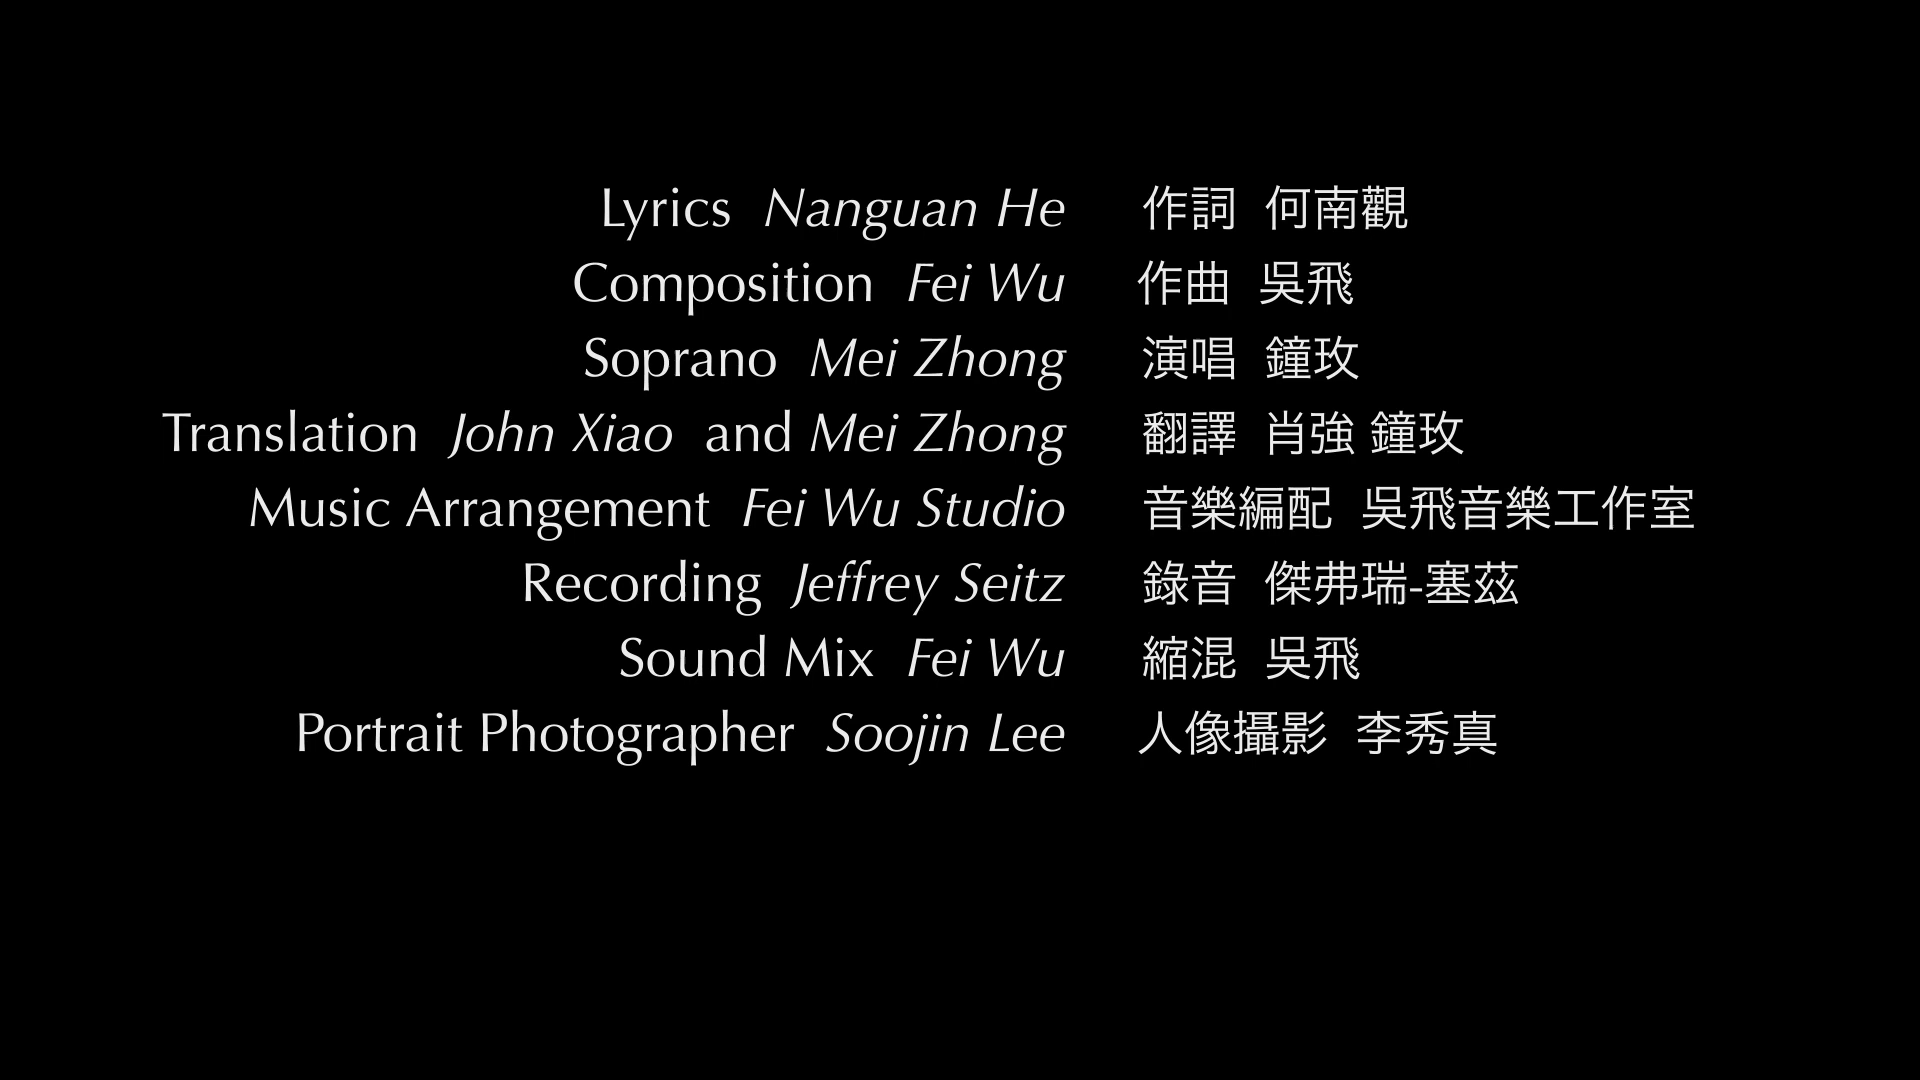 Lyrics Nanguan He 作詞 何南觀
Composition Fei Wu 作曲 吳飛
Soprano Mei Zhong 演唱 鐘玫
Translation John Xiao and Mei Zhong 翻譯 肖強 鐘玫
Music Arrangement Fei Wu Studio 音樂編配 吳飛音樂工作室
Recording Jeffrey Seitz 錄音 傑弗瑞-塞茲
Sound Mix Fei Wu 縮混 吳飛
Portrait Photographer Soojin Lee 人像攝影 李秀真